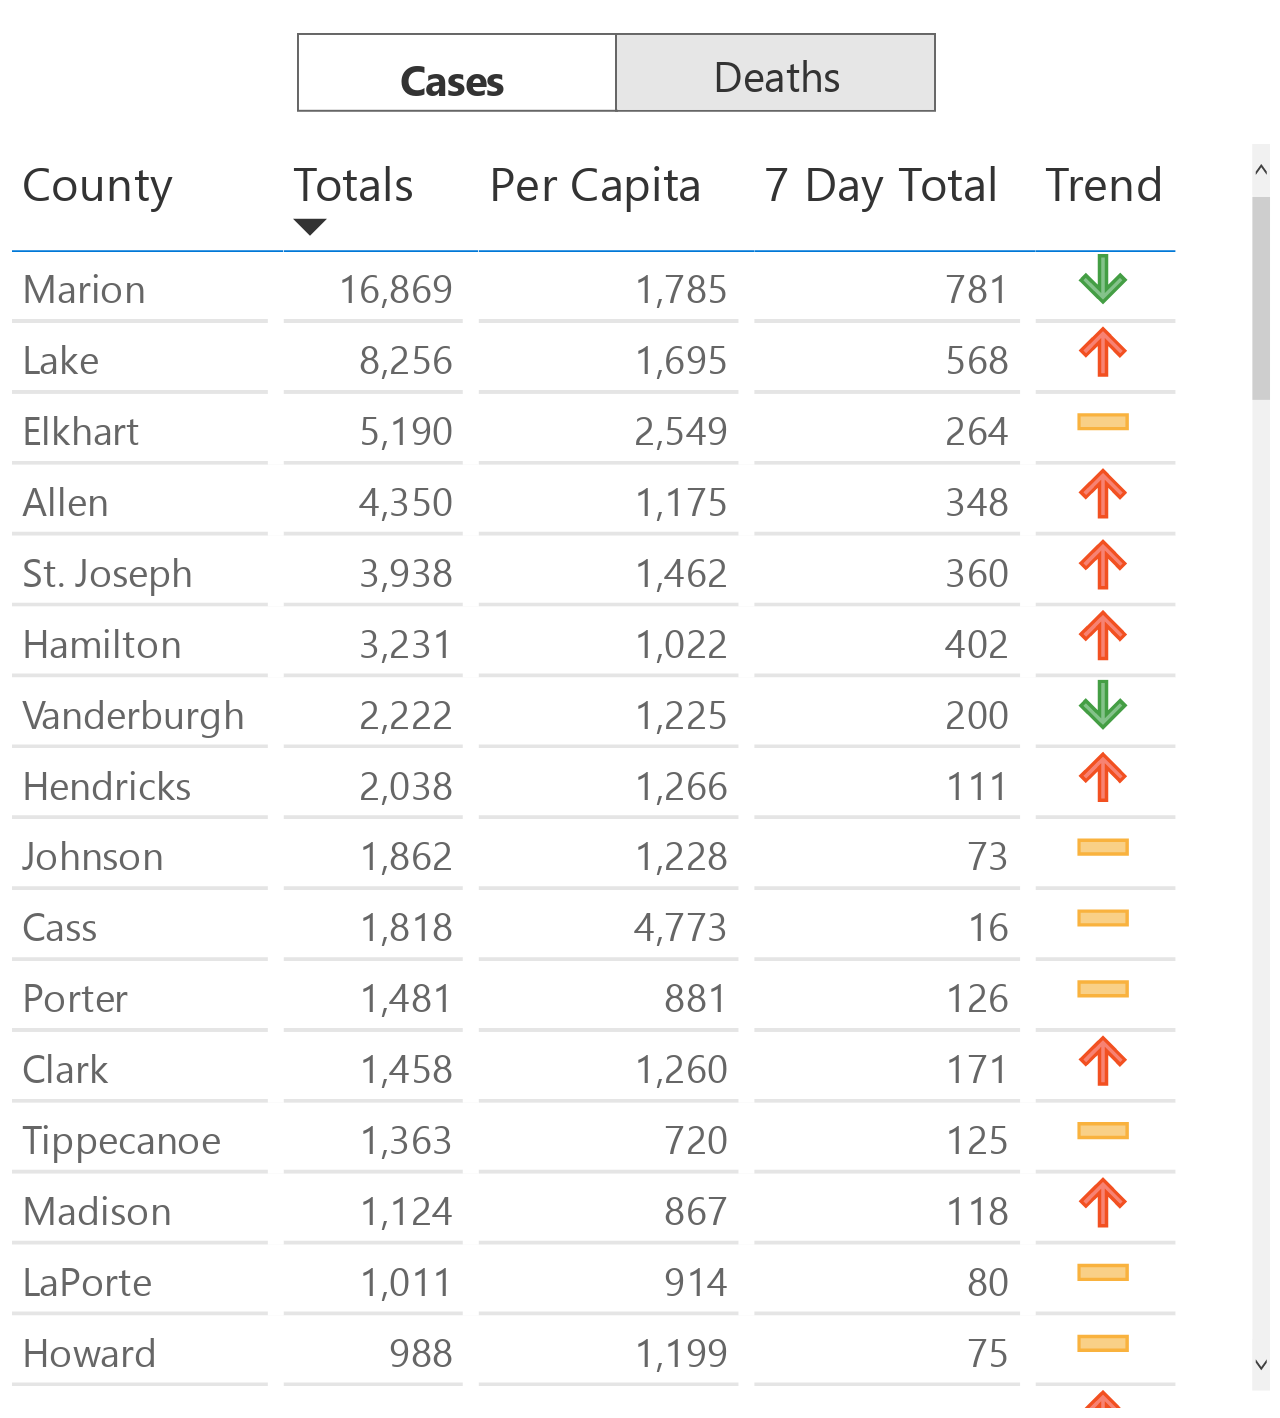 Cases Deaths
County Totals Per Capita 7 Day Total Trend
Marion 16,869 1,785 781
Lake 8,256 1,695 568
Elkhart 5,190 2,549 264
Allen 4,350 1,175 348
St. Joseph 3,938 1,462 360
Hamilton 3,231 1,022 402
Vanderburgh 2,222 1,225 200
Hendricks 2,038 1,266 111
Johnson 1,862 1,228 73
Cass 1,818 4,773 16
Porter 1,481 881 126
Clark 1,458 1,260 171
Tippecanoe 1,363 720 125
Madison 1,124 867 118
LaPorte 1,011 914 80
Howard 988 1,199 75